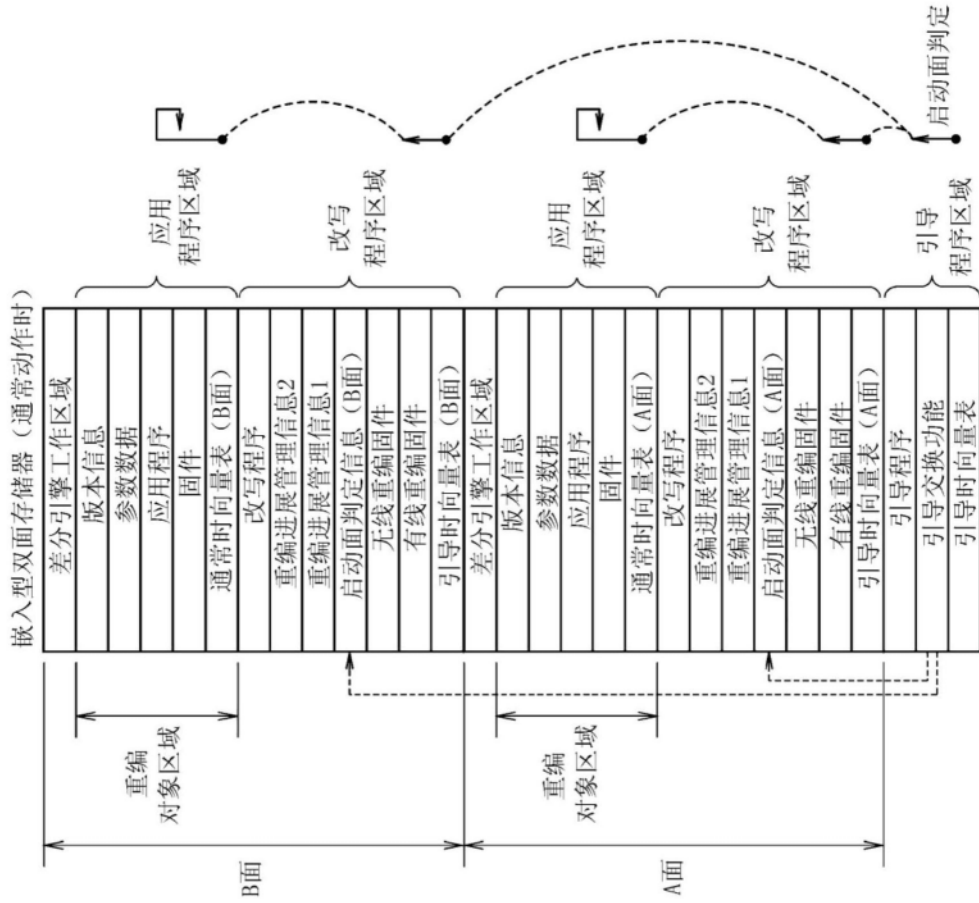 嵌入型双面存储器（通常动作时）
差分引擎工作区域
版本信息
参数数据
应用程序
固件
通常时向量表（B面）
改写程序
重编进展管理信息2
重编进展管理信息1
启动面判定信息（B面）
无线重编固件
有线重编固件
引导时向量表（B面）
差分引擎工作区域
版本信息
参数数据
应用程序
固件
通常时向量表（A面）
改写程序
重编进展管理信息2
重编进展管理信息1
启动面判定信息（A面）
无线重编固件
有线重编固件
引导时向量表（A面）
引导程序
引导交换功能
引导时向量表
应用
程序区域
改写
程序区域
应用
程序区域
改写
程序区域
引导
程序区域
启动面判定
重编
对象区域
重编
对象区域
B面
A面